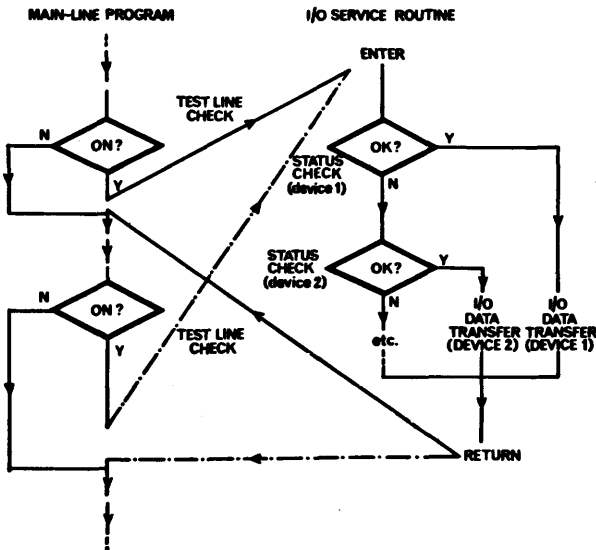 MAIN-LINE PROGRAM
I/O SERVICE ROUTINE
ENTER
TEST LINE
CHECK
N
ON?
Y
OK?
Y
STATUS
CHECK
(device 1)
N
STATUS
CHECK
(device 2)
OK?
Y
N
N
ON?
Y
TEST LINE
CHECK
etc.
I/O
DATA
TRANSFER
(DEVICE 2)
I/O
DATA
TRANSFER
(DEVICE 1)
RETURN